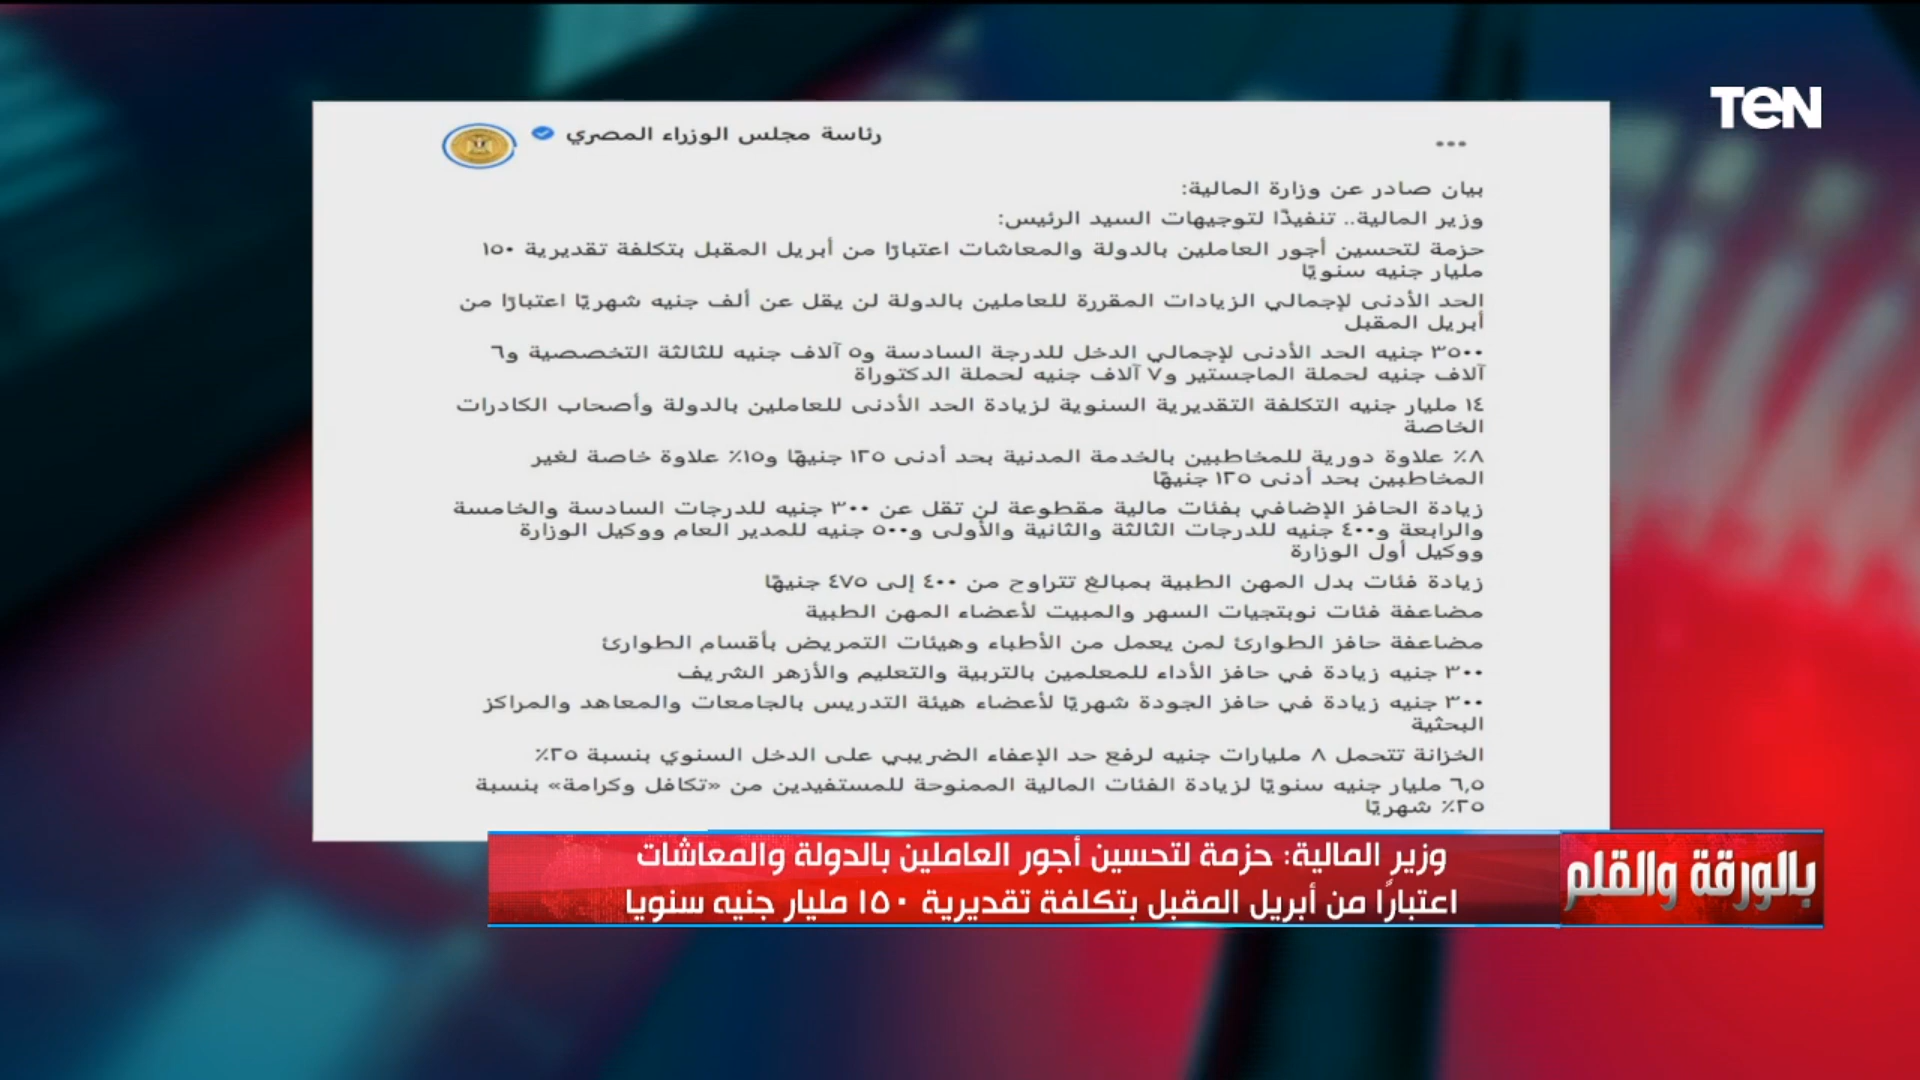 TEN
رئاسة مجلس الوزراء المصري
بيان صادر عن وزارة المالية:
وزير المالية.. تنفيذًا لتوجيهات السيد الرئيس:
حزمة لتحسين أجور العاملين بالدولة والمعاشات اعتبارًا من أبريل المقبل بتكلفة تقديرية ١٥٠
مليار جنيه سنويًا
الحد الأدنى لإجمالي الزيادات المقررة للعاملين بالدولة لن يقل عن ألف جنيه شهريًا اعتبارًا من
أبريل المقبل
٣٥٠٠ جنيه الحد الأدنى لإجمالي الدخل للدرجة السادسة و٥ آلاف جنيه للثالثة التخصصية و٦
آلاف جنيه لحملة الماجستير و٧ آلاف جنيه لحملة الدكتوراة
١٤ مليار جنيه التكلفة التقديرية السنوية لزيادة الحد الأدنى للعاملين بالدولة وأصحاب الكادرات
الخاصة
٨٪ علاوة دورية للمخاطبين بالخدمة المدنية بحد أدنى ١٢٥ جنيهًا و١٥٪ علاوة خاصة لغير
المخاطبين بحد أدنى ١٢٥ جنيهًا
زيادة الحافز الإضافي بفئات مالية مقطوعة لن تقل عن ٣٠٠ جنيه للدرجات السادسة والخامسة
والرابعة و٤٠٠ جنيه للدرجات الثالثة والثانية والأولى و٥٠٠ جنيه للمدير العام ووكيل الوزارة
ووكيل أول الوزارة
زيادة فئات بدل المهن الطبية بمبالغ تتراوح من ٤٠٠ إلى ٤٧٥ جنيهًا
مضاعفة فئات نوبتجيات السهر والمبيت لأعضاء المهن الطبية
مضاعفة حافز الطوارئ لمن يعمل من الأطباء وهيئات التمريض بأقسام الطوارئ
٣٠٠ جنيه زيادة في حافز الأداء للمعلمين بالتربية والتعليم والأزهر الشريف
٣٠٠ جنيه زيادة في حافز الجودة شهريًا لأعضاء هيئة التدريس بالجامعات والمعاهد والمراكز
البحثية
الخزانة تتحمل ٨ مليارات جنيه لرفع حد الإعفاء الضريبي على الدخل السنوي بنسبة ٢٥٪
٦,٥ مليار جنيه سنويًا لزيادة الفئات المالية الممنوحة للمستفيدين من «تكافل وكرامة» بنسبة
٢٥٪ شهريًا
بالورقة والقلم
وزير المالية: حزمة لتحسين أجور العاملين بالدولة والمعاشات
اعتبارًا من أبريل المقبل بتكلفة تقديرية ١٥٠ مليار جنيه سنويا